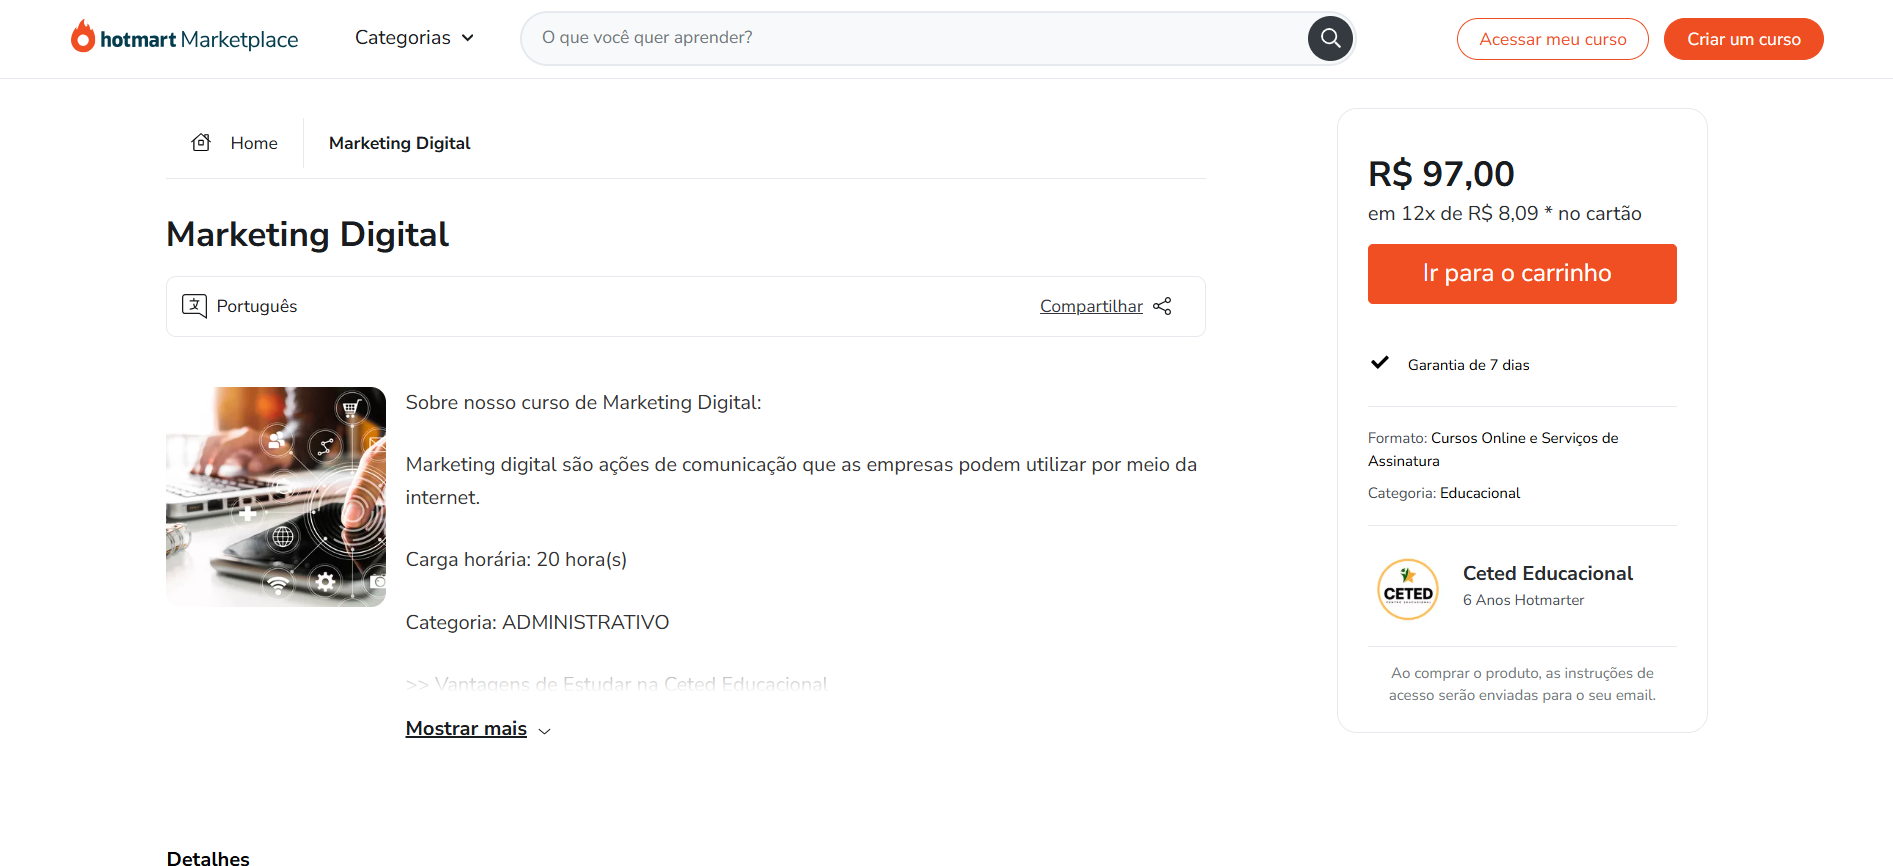 hotmart Marketplace
Categorias
O que você quer aprender?
Acessar meu curso
Criar um curso
Home
Marketing Digital
Marketing Digital
Português
Compartilhar
Sobre nosso curso de Marketing Digital:
Marketing digital são ações de comunicação que as empresas podem utilizar por meio da
internet.
Carga horária: 20 hora(s)
Categoria: ADMINISTRATIVO
>> Vantagens de Estudar na Ceted Educacional
Mostrar mais
Detalhes
R$ 97,00
em 12x de R$ 8,09 * no cartão
Ir para o carrinho
Garantia de 7 dias
Formato: Cursos Online e Serviços de
Assinatura
Categoria: Educacional
CETED
Ceted Educacional
6 Anos Hotmarter
Ao comprar o produto, as instruções de
acesso serão enviadas para o seu email.